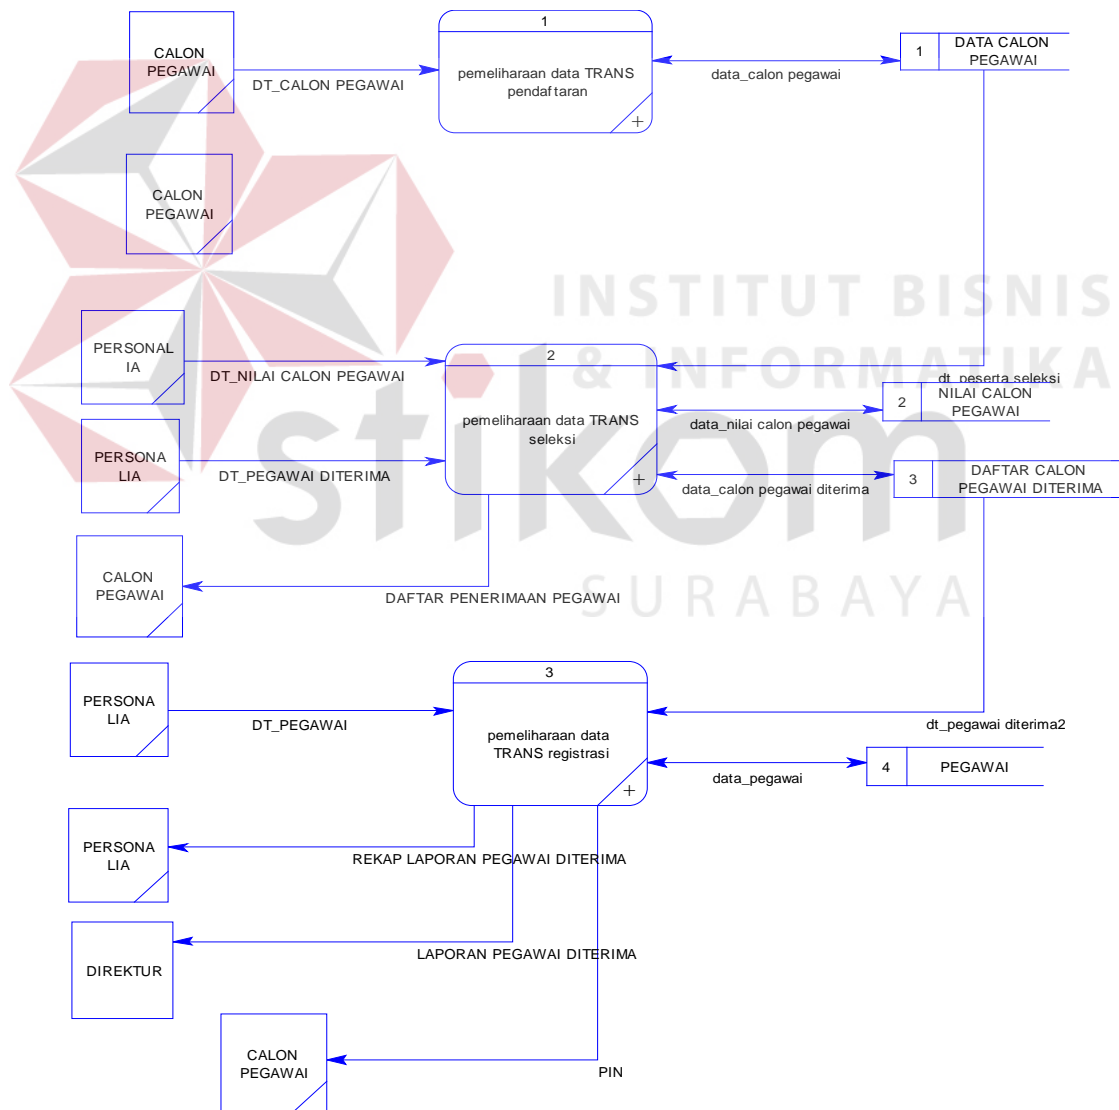 CALON
PEGAWAI
DT_CALON PEGAWAI
1
pemeliharaan data TRANS
pendaftaran
+
data_calon pegawai
1
DATA CALON
PEGAWAI
CALON
PEGAWAI
INSTITUT BISNIS
& INFORMATIKA
stikom
SURABAYA
PERSONAL
IA
DT_NILAI CALON PEGAWAI
2
pemeliharaan data TRANS
seleksi
+
dt_peserta seleksi
data_nilai calon pegawai
2
NILAI CALON
PEGAWAI
PERSONA
LIA
DT_PEGAWAI DITERIMA
data_calon pegawai diterima
3
DAFTAR CALON
PEGAWAI DITERIMA
CALON
PEGAWAI
DAFTAR PENERIMAAN PEGAWAI
PERSONA
LIA
DT_PEGAWAI
3
pemeliharaan data
TRANS registrasi
+
dt_pegawai diterima2
data_pegawai
4
PEGAWAI
PERSONA
LIA
REKAP LAPORAN PEGAWAI DITERIMA
DIREKTUR
LAPORAN PEGAWAI DITERIMA
CALON
PEGAWAI
PIN